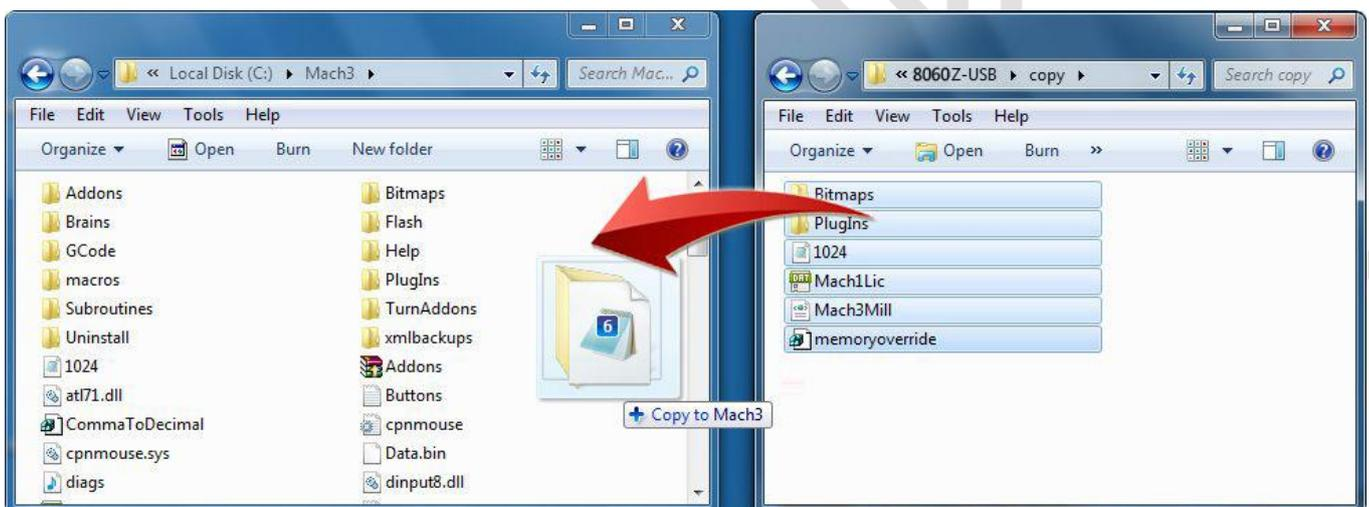 X
X
« Local Disk (C:) ▸ Mach3 ▸
Search Mac...
« 8060Z-USB ▸ copy ▸
Search copy
File Edit View Tools Help
File Edit View Tools Help
Organize Open Burn New folder
Organize Open Burn »
Addons
Brains
GCode
macros
Subroutines
Uninstall
1024
atl71.dll
CommaToDecimal
cpnmouse.sys
diags
Bitmaps
Flash
Help
PlugIns
TurnAddons
xmlbackups
Addons
Buttons
cpnmouse
Data.bin
dinput8.dll
6
Copy to Mach3
Bitmaps
PlugIns
1024
Mach1Lic
Mach3Mill
memoryoverride